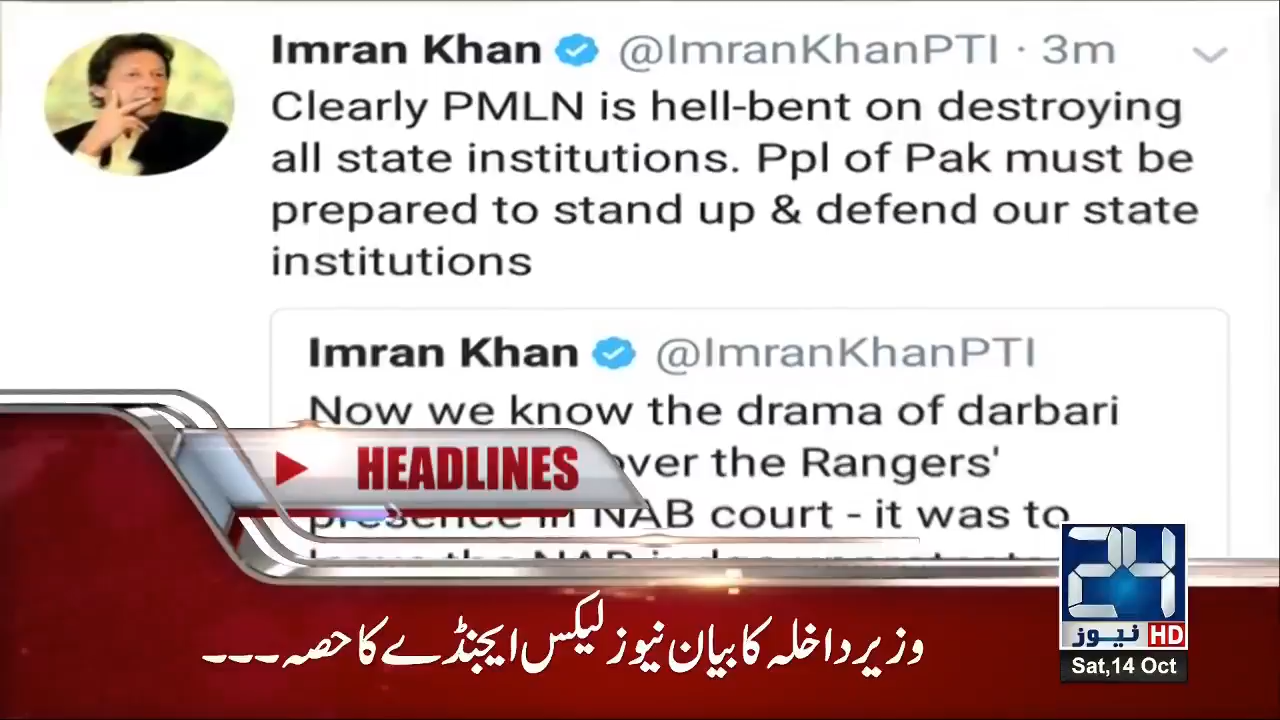 Imran Khan @ImranKhanPTI · 3m
Clearly PMLN is hell-bent on destroying
all state institutions. Ppl of Pak must be
prepared to stand up & defend our state
institutions
Imran Khan @ImranKhanPTI
Now we know the drama of darbari
over the Rangers'
presence in NAB court - it was to
HEADLINES
وزیر داخلہ کا بیان نیوز لیکس ایجنڈے کا حصہ ۔۔۔
24
نیوز HD
Sat,14 Oct